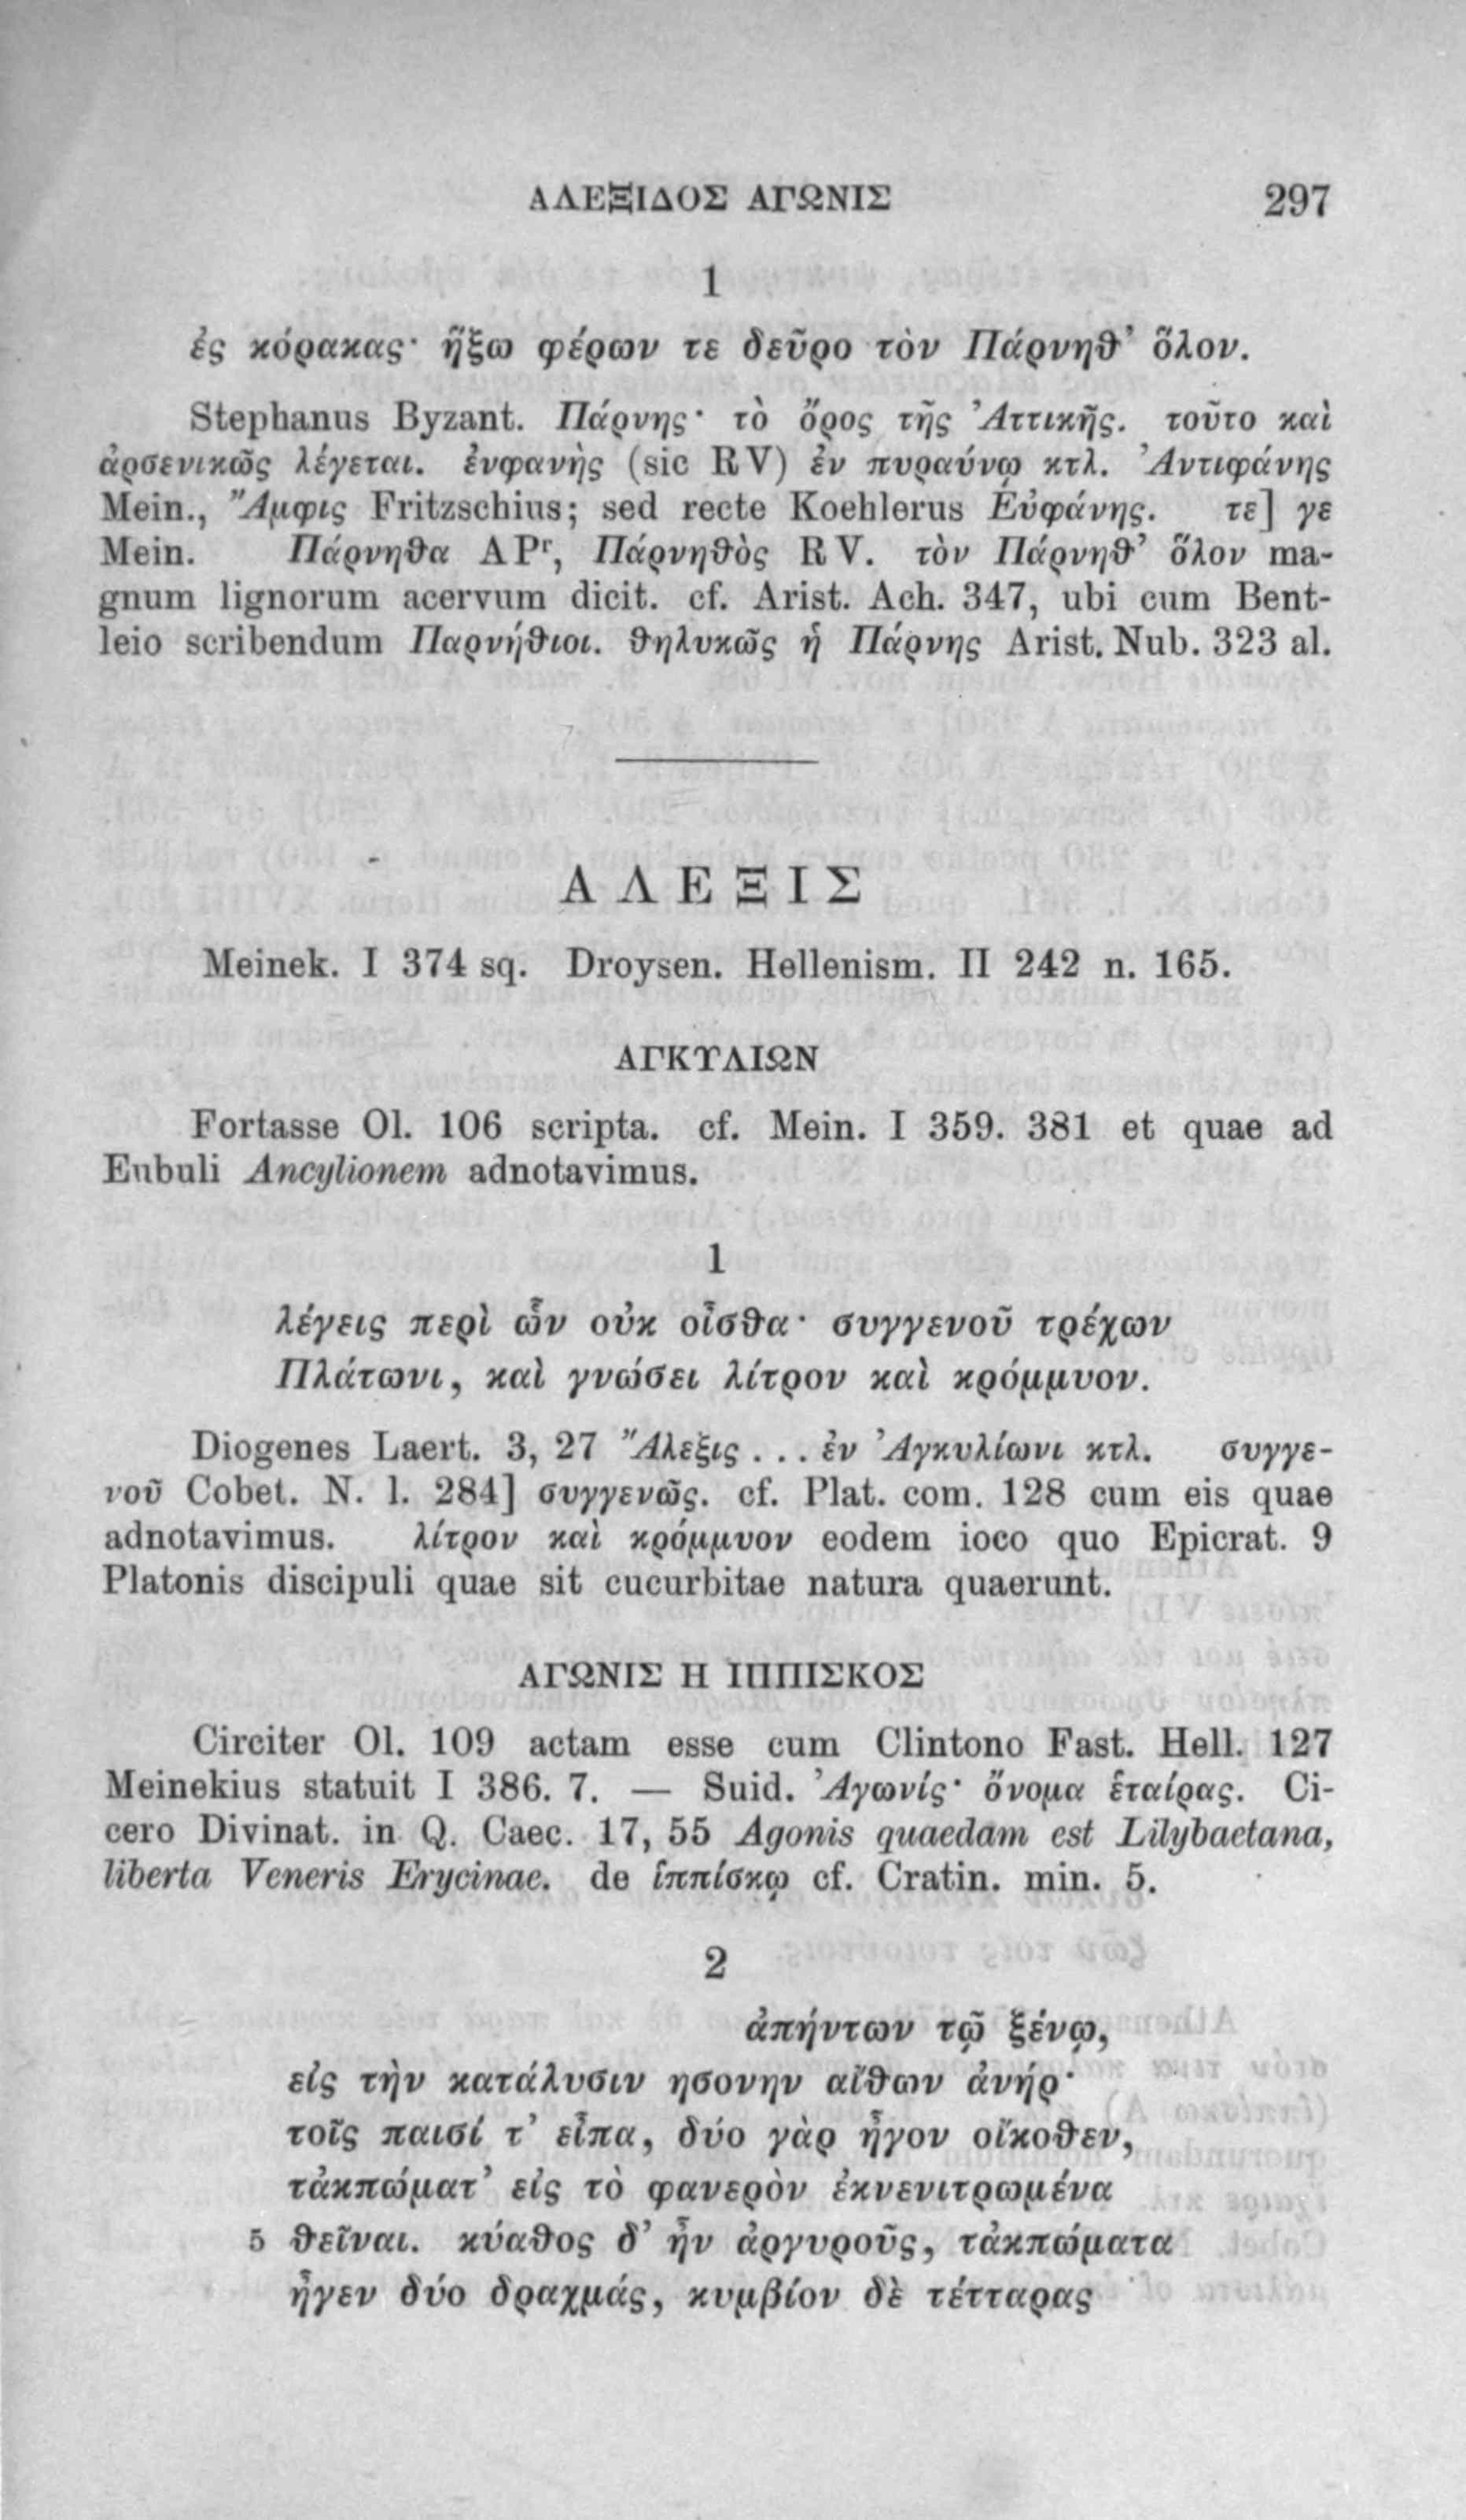 ΑΛΕΞΙΔΟΣ ΑΓΩΝΙΣ 297
1
ἐς κόρακας· ἥξω φέρων τε δεῦρο τὸν Πάρνηθ’ ὅλον.
Stephanus Byzant. Πάρνης· τὸ ὄρος τῆς Ἀττικῆς. τοῦτο καὶ
ἀρσενικῶς λέγεται. ἐνφανὴς (sic RV) ἐν πυραύνῳ κτλ. Ἀντιφάνης
Mein., Ἄμφις Fritzschius; sed recte Koehlerus Εὐφάνης. τε] γε
Mein. Πάρνηθα APʳ, Πάρνηθὸς RV. τὸν Πάρνηθ’ ὅλον ma-
gnum lignorum acervum dicit. cf. Arist. Ach. 347, ubi cum Bent-
leio scribendum Παρνήθιοι. θηλυκῶς ἡ Πάρνης Arist. Nub. 323 al.
ΑΛΕΞΙΣ
Meinek. I 374 sq. Droysen. Hellenism. II 242 n. 165.
ΑΓΚΥΛΙΩΝ
Fortasse Ol. 106 scripta. cf. Mein. I 359. 381 et quae ad
Eubuli Ancylionem adnotavimus.
1
λέγεις περὶ ὧν οὐκ οἶσθα· συγγενοῦ τρέχων
Πλάτωνι, καὶ γνώσει λίτρον καὶ κρόμμυον.
Diogenes Laert. 3, 27 Ἄλεξις . . . ἐν Ἀγκυλίωνι κτλ. συγγε-
νοῦ Cobet. N. l. 284] συγγενῶς. cf. Plat. com. 128 cum eis quae
adnotavimus. λίτρον καὶ κρόμμυον eodem ioco quo Epicrat. 9
Platonis discipuli quae sit cucurbitae natura quaerunt.
ΑΓΩΝΙΣ Η ΙΠΠΙΣΚΟΣ
Circiter Ol. 109 actam esse cum Clintono Fast. Hell. 127
Meinekius statuit I 386. 7. — Suid. Ἀγωνίς· ὄνομα ἑταίρας. Ci-
cero Divinat. in Q. Caec. 17, 55 Agonis quaedam est Lilybaetana,
liberta Veneris Erycinae. de ἱππίσκῳ cf. Cratin. min. 5.
2
ἀπήντων τῷ ξένῳ,
εἰς τὴν κατάλυσιν ησονην αἴθων ἀνήρ·
τοῖς παισί τ’ εἶπα, δύο γὰρ ἦγον οἴκοθεν,
τἀκπώματ’ εἰς τὸ φανερὸν ἐκνενιτρωμένα
5 θεῖναι. κύαθος δ’ ἦν ἀργυροῦς, τἀκπώματα
ἦγεν δύο δραχμάς, κυμβίον δὲ τέτταρας